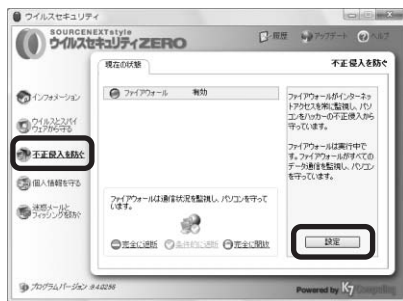 ウイルスセキュリティ
SOURCENEXTstyle
ウイルスセキュリティZERO
履歴 アップデート ヘルプ
現在の状態
不正侵入を防ぐ
インフォメーション
ウイルスとスパイ
ウェアから守る
不正侵入を防ぐ
個人情報を守る
迷惑メールと
フィッシングを防ぐ
ファイアウォール 有効
ファイアウォールは通信状況を監視し、パソコンを守って
います。
完全に遮断 条件的に遮断 完全に開放
ファイアウォールがインターネッ
トアクセスを常に監視し、パソ
コンをハッカーの不正侵入から
守っています。
ファイアウォールは実行中で
す。ファイアウォールがすべての
データ通信を監視し、パソコン
を守っています。
設定
プログラムバージョン :9.4.0256
Powered by K7 Computing